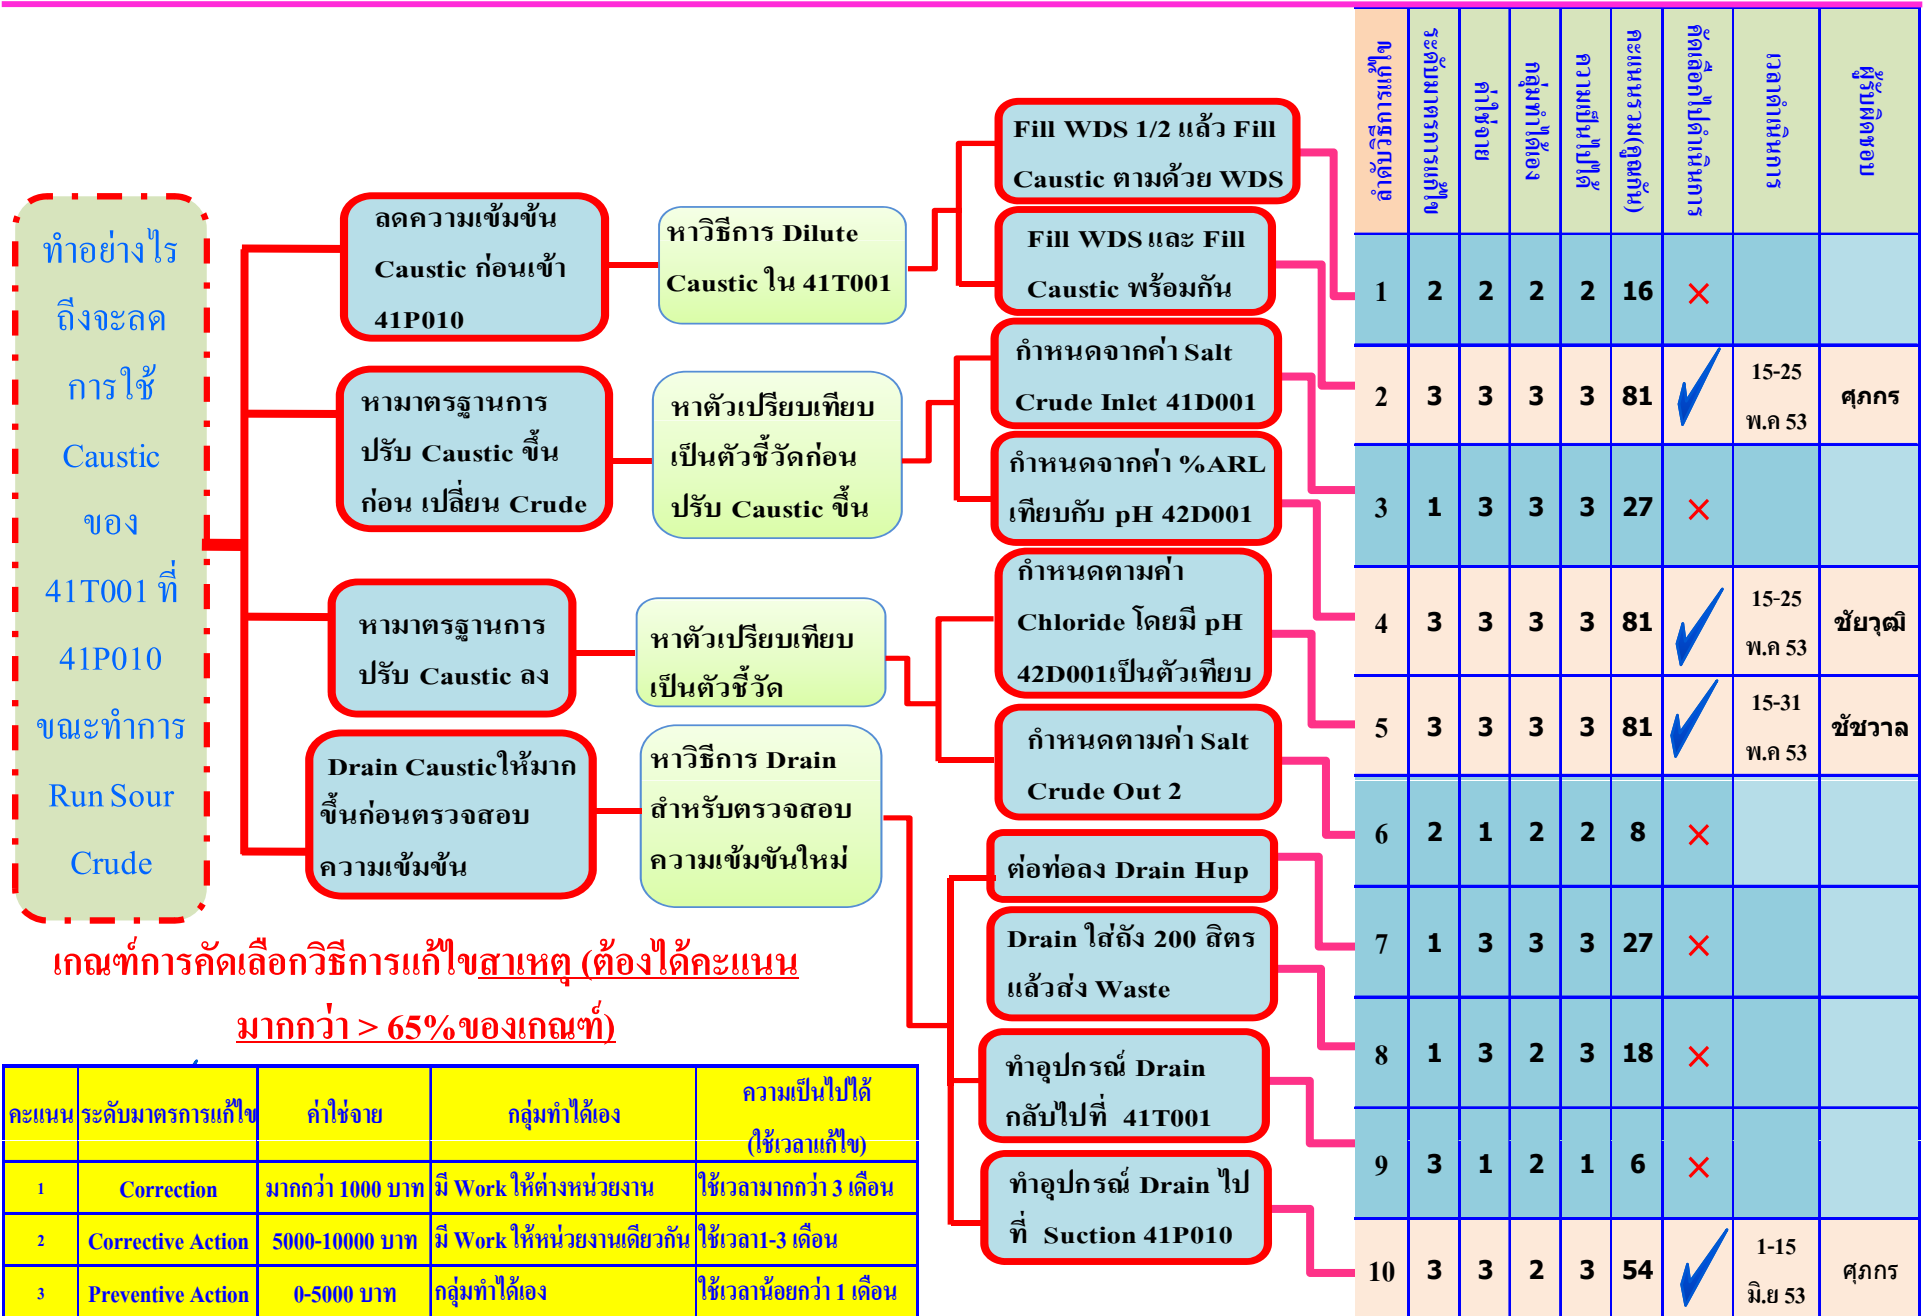 ทำอย่างไร
ถึงจะลด
การใช้
Caustic
ของ
41T001 ที่
41P010
ขณะทำการ
Run Sour
Crude
ลดความเข้มข้น
Caustic ก่อนเข้า
41P010
หามาตรฐานการ
ปรับ Caustic ขึ้น
ก่อน เปลี่ยน Crude
หามาตรฐานการ
ปรับ Caustic ลง
Drain Causticให้มาก
ขึ้นก่อนตรวจสอบ
ความเข้มข้น
หาวิธีการ Dilute
Caustic ใน 41T001
หาตัวเปรียบเทียบ
เป็นตัวชี้วัดก่อน
ปรับ Caustic ขึ้น
หาตัวเปรียบเทียบ
เป็นตัวชี้วัด
หาวิธีการ Drain
สำหรับตรวจสอบ
ความเข้มขันใหม่
Fill WDS 1/2 แล้ว Fill
Caustic ตามด้วย WDS
Fill WDS และ Fill
Caustic พร้อมกัน
กำหนดจากค่า Salt
Crude Inlet 41D001
กำหนดจากค่า %ARL
เทียบกับ pH 42D001
กำหนดตามค่า
Chloride โดยมี pH
42D001เป็นตัวเทียบ
กำหนดตามค่า Salt
Crude Out 2
ต่อท่อลง Drain Hup
Drain ใส่ถัง 200 สิตร
แล้วส่ง Waste
ทำอุปกรณ์ Drain
กลับไปที่ 41T001
ทำอุปกรณ์ Drain ไป
ที่ Suction 41P010
ลำดับวิธีการแก้ไข
ระดับมาตรการแก้ไข
ค่าใช่จาย
กลุ่มทำได้เอง
ความเป็นไปได้
คะแนนรวม(คูณกัน)
คัดเลือกไปดำเนินการ
เวลาดำเนินการ
ผู้รับผิดชอบ
1 2 2 2 2 16 ×
2 3 3 3 3 81 ✓ 15-25 พ.ค 53 ศุภกร
3 1 3 3 3 27 ×
4 3 3 3 3 81 ✓ 15-25 พ.ค 53 ชัยวุฒิ
5 3 3 3 3 81 ✓ 15-31 พ.ค 53 ชัชวาล
6 2 1 2 2 8 ×
7 1 3 3 3 27 ×
8 1 3 2 3 18 ×
9 3 1 2 1 6 ×
10 3 3 2 3 54 ✓ 1-15 มิ.ย 53 ศุภกร
เกณฑ์การคัดเลือกวิธีการแก้ไขสาเหตุ (ต้องได้คะแนน
มากกว่า > 65%ของเกณฑ์)
คะแนน ระดับมาตรการแก้ไข ค่าใช่จาย กลุ่มทำได้เอง ความเป็นไปได้ (ใช้เวลาแก้ไข)
1 Correction มากกว่า 1000 บาท มี Work ให้ต่างหน่วยงาน ใช้เวลามากกว่า 3 เดือน
2 Corrective Action 5000-10000 บาท มี Work ให้หน่วยงานเดียวกัน ใช้เวลา1-3 เดือน
3 Preventive Action 0-5000 บาท กลุ่มทำได้เอง ใช้เวลาน้อยกว่า 1 เดือน